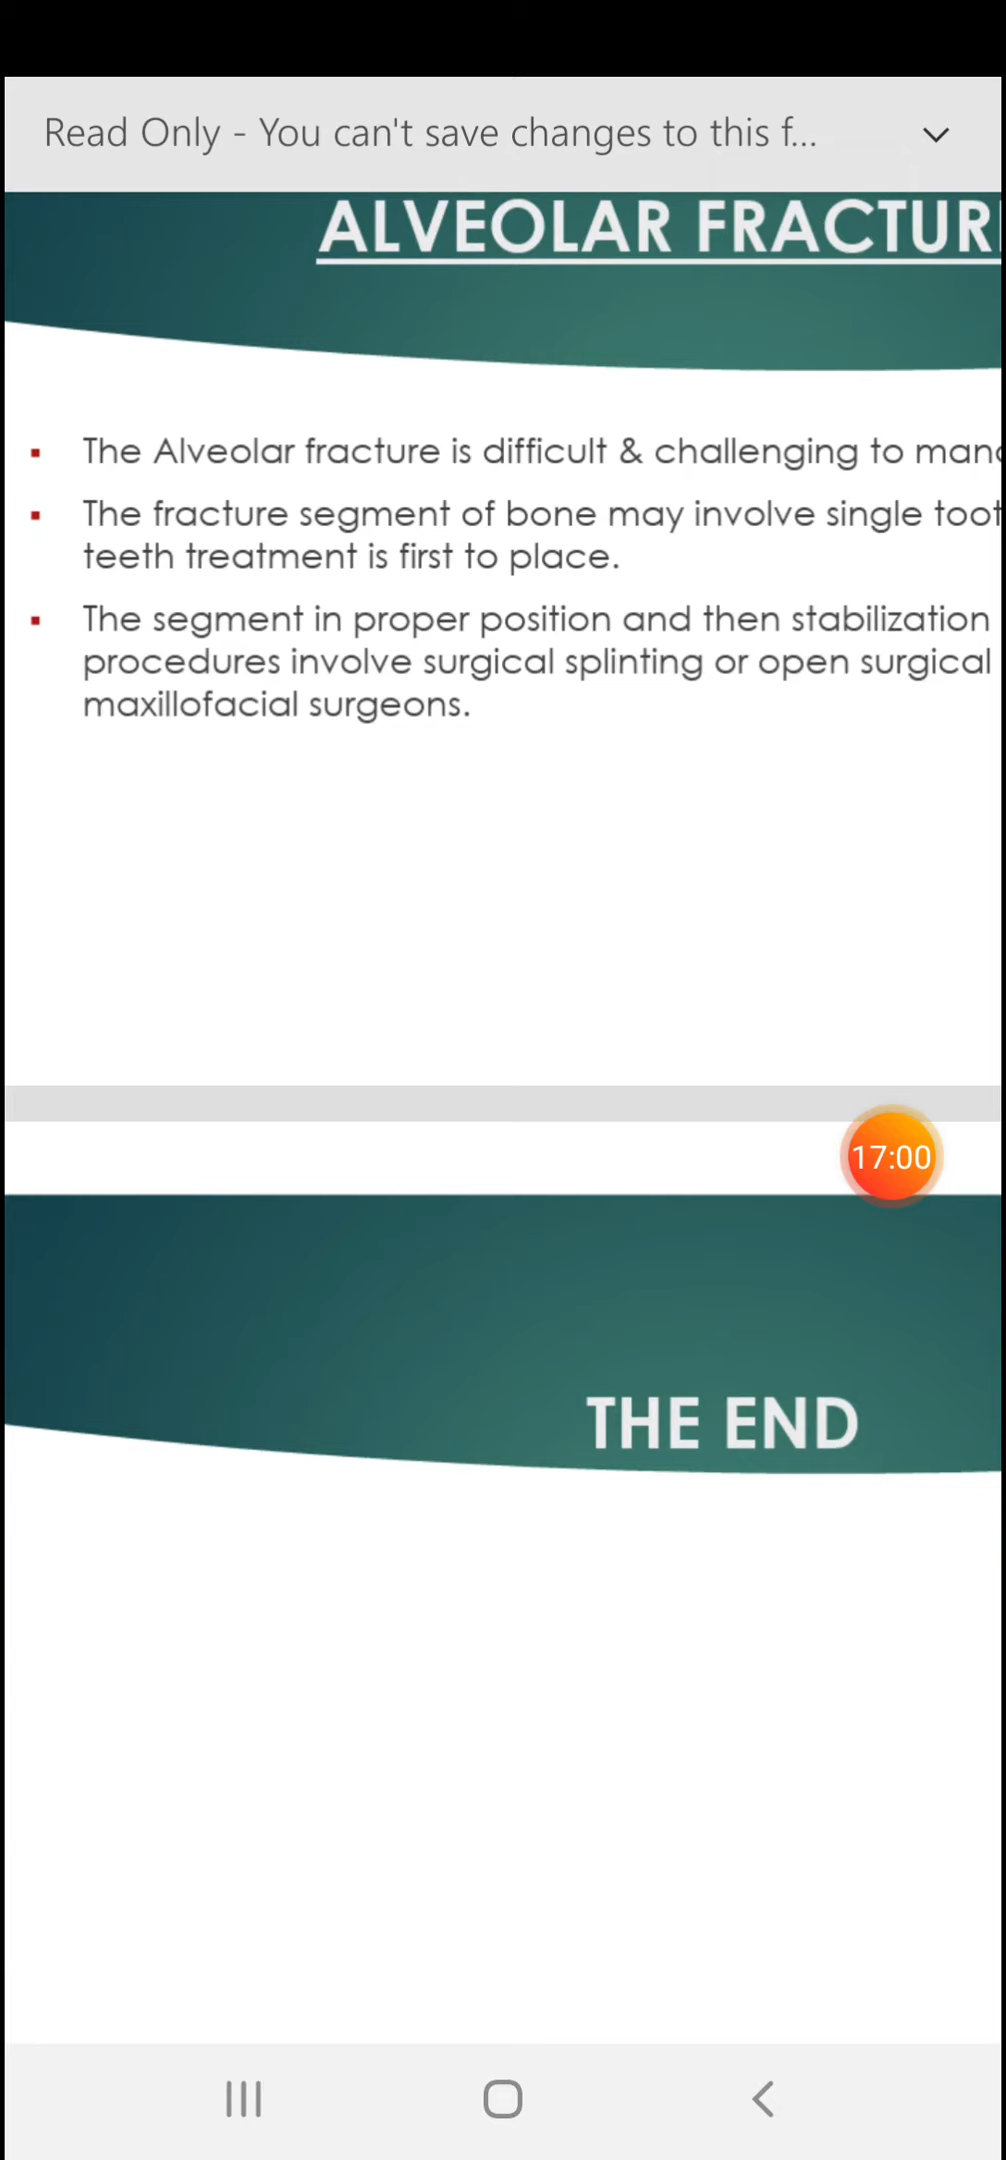 Read Only - You can't save changes to this f...
ALVEOLAR FRACTUR
The Alveolar fracture is difficult & challenging to
The fracture segment of bone may involve single
teeth treatment is first to place.
The segment in proper position and then stabilization
procedures involve surgical splinting or open surgical
maxillofacial surgeons.
17:00
THE END